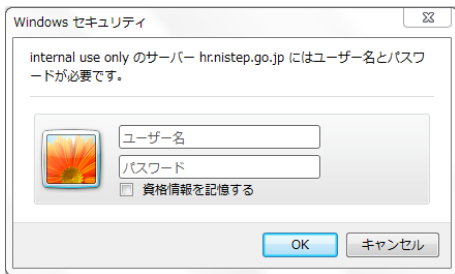 Windows セキュリティ
internal use only のサーバー hr.nistep.go.jp にはユーザー名とパスワ
ードが必要です。
ユーザー名
パスワード
資格情報を記憶する
OK キャンセル